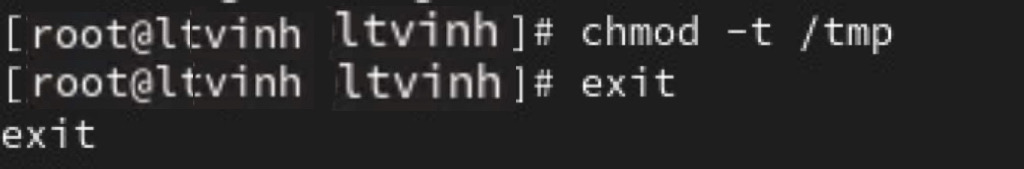 [root@ltvinh ltvinh]# chmod -t /tmp
[root@ltvinh ltvinh]# exit
exit